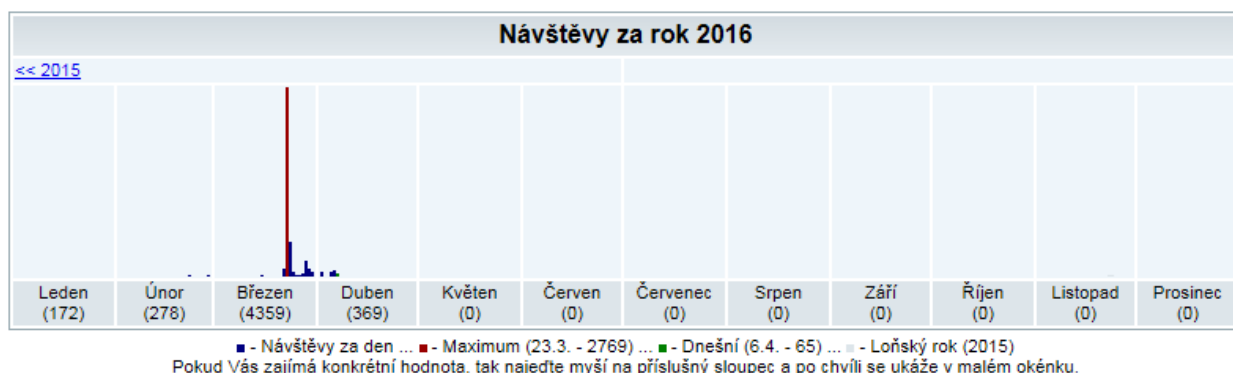 Návštěvy za rok 2016
<< 2015
Leden Únor Březen Duben Květen Červen Červenec Srpen Září Říjen Listopad Prosinec
(172) (278) (4359) (369) (0) (0) (0) (0) (0) (0) (0) (0)
- Návštěvy za den ... - Maximum (23.3. - 2769) ... - Dnešní (6.4. - 65) ... - Loňský rok (2015)
Pokud Vás zajímá konkrétní hodnota, tak najeďte myší na příslušný sloupec a po chvíli se ukáže v malém okénku.